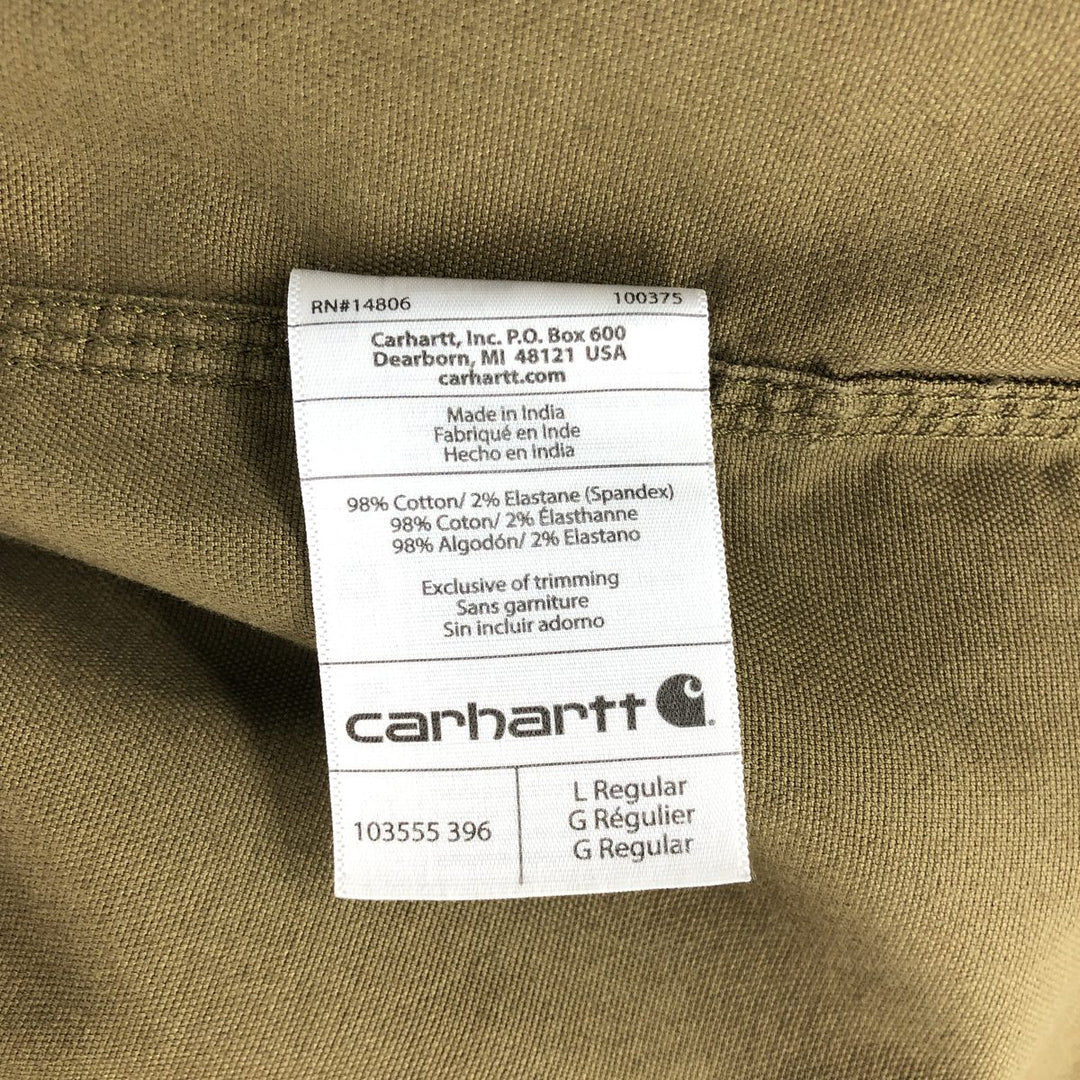 RN#14806 100375
Carhartt, Inc. P.O. Box 600
Dearborn, MI 48121 USA
carhartt.com
Made in India
Fabriqué en Inde
Hecho en India
98% Cotton/ 2% Elastane (Spandex)
98% Coton/ 2% Élasthanne
98% Algodón/ 2% Elastano
Exclusive of trimming
Sans garniture
Sin incluir adorno
carhartt
103555 396
L Regular
G Régulier
G Regular